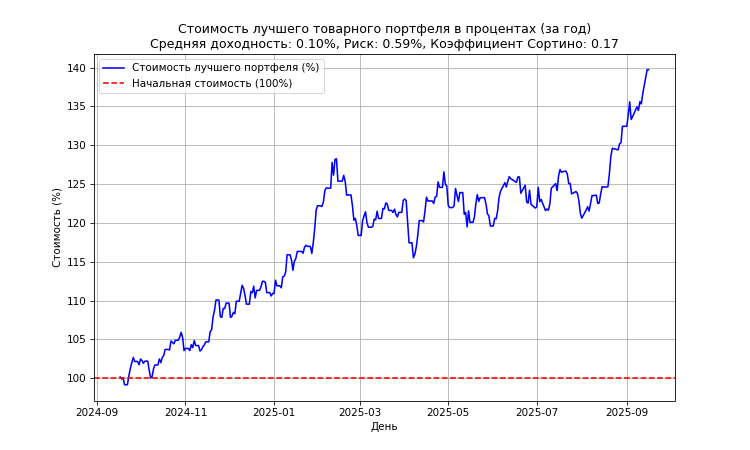 Стоимость лучшего товарного портфеля в процентах (за год)
Средняя доходность: 0.10%, Риск: 0.59%, Коэффициент Сортино: 0.17
Стоимость лучшего портфеля (%)
Начальная стоимость (100%)
Стоимость (%)
140
135
130
125
120
115
110
105
100
2024-09 2024-11 2025-01 2025-03 2025-05 2025-07 2025-09
День